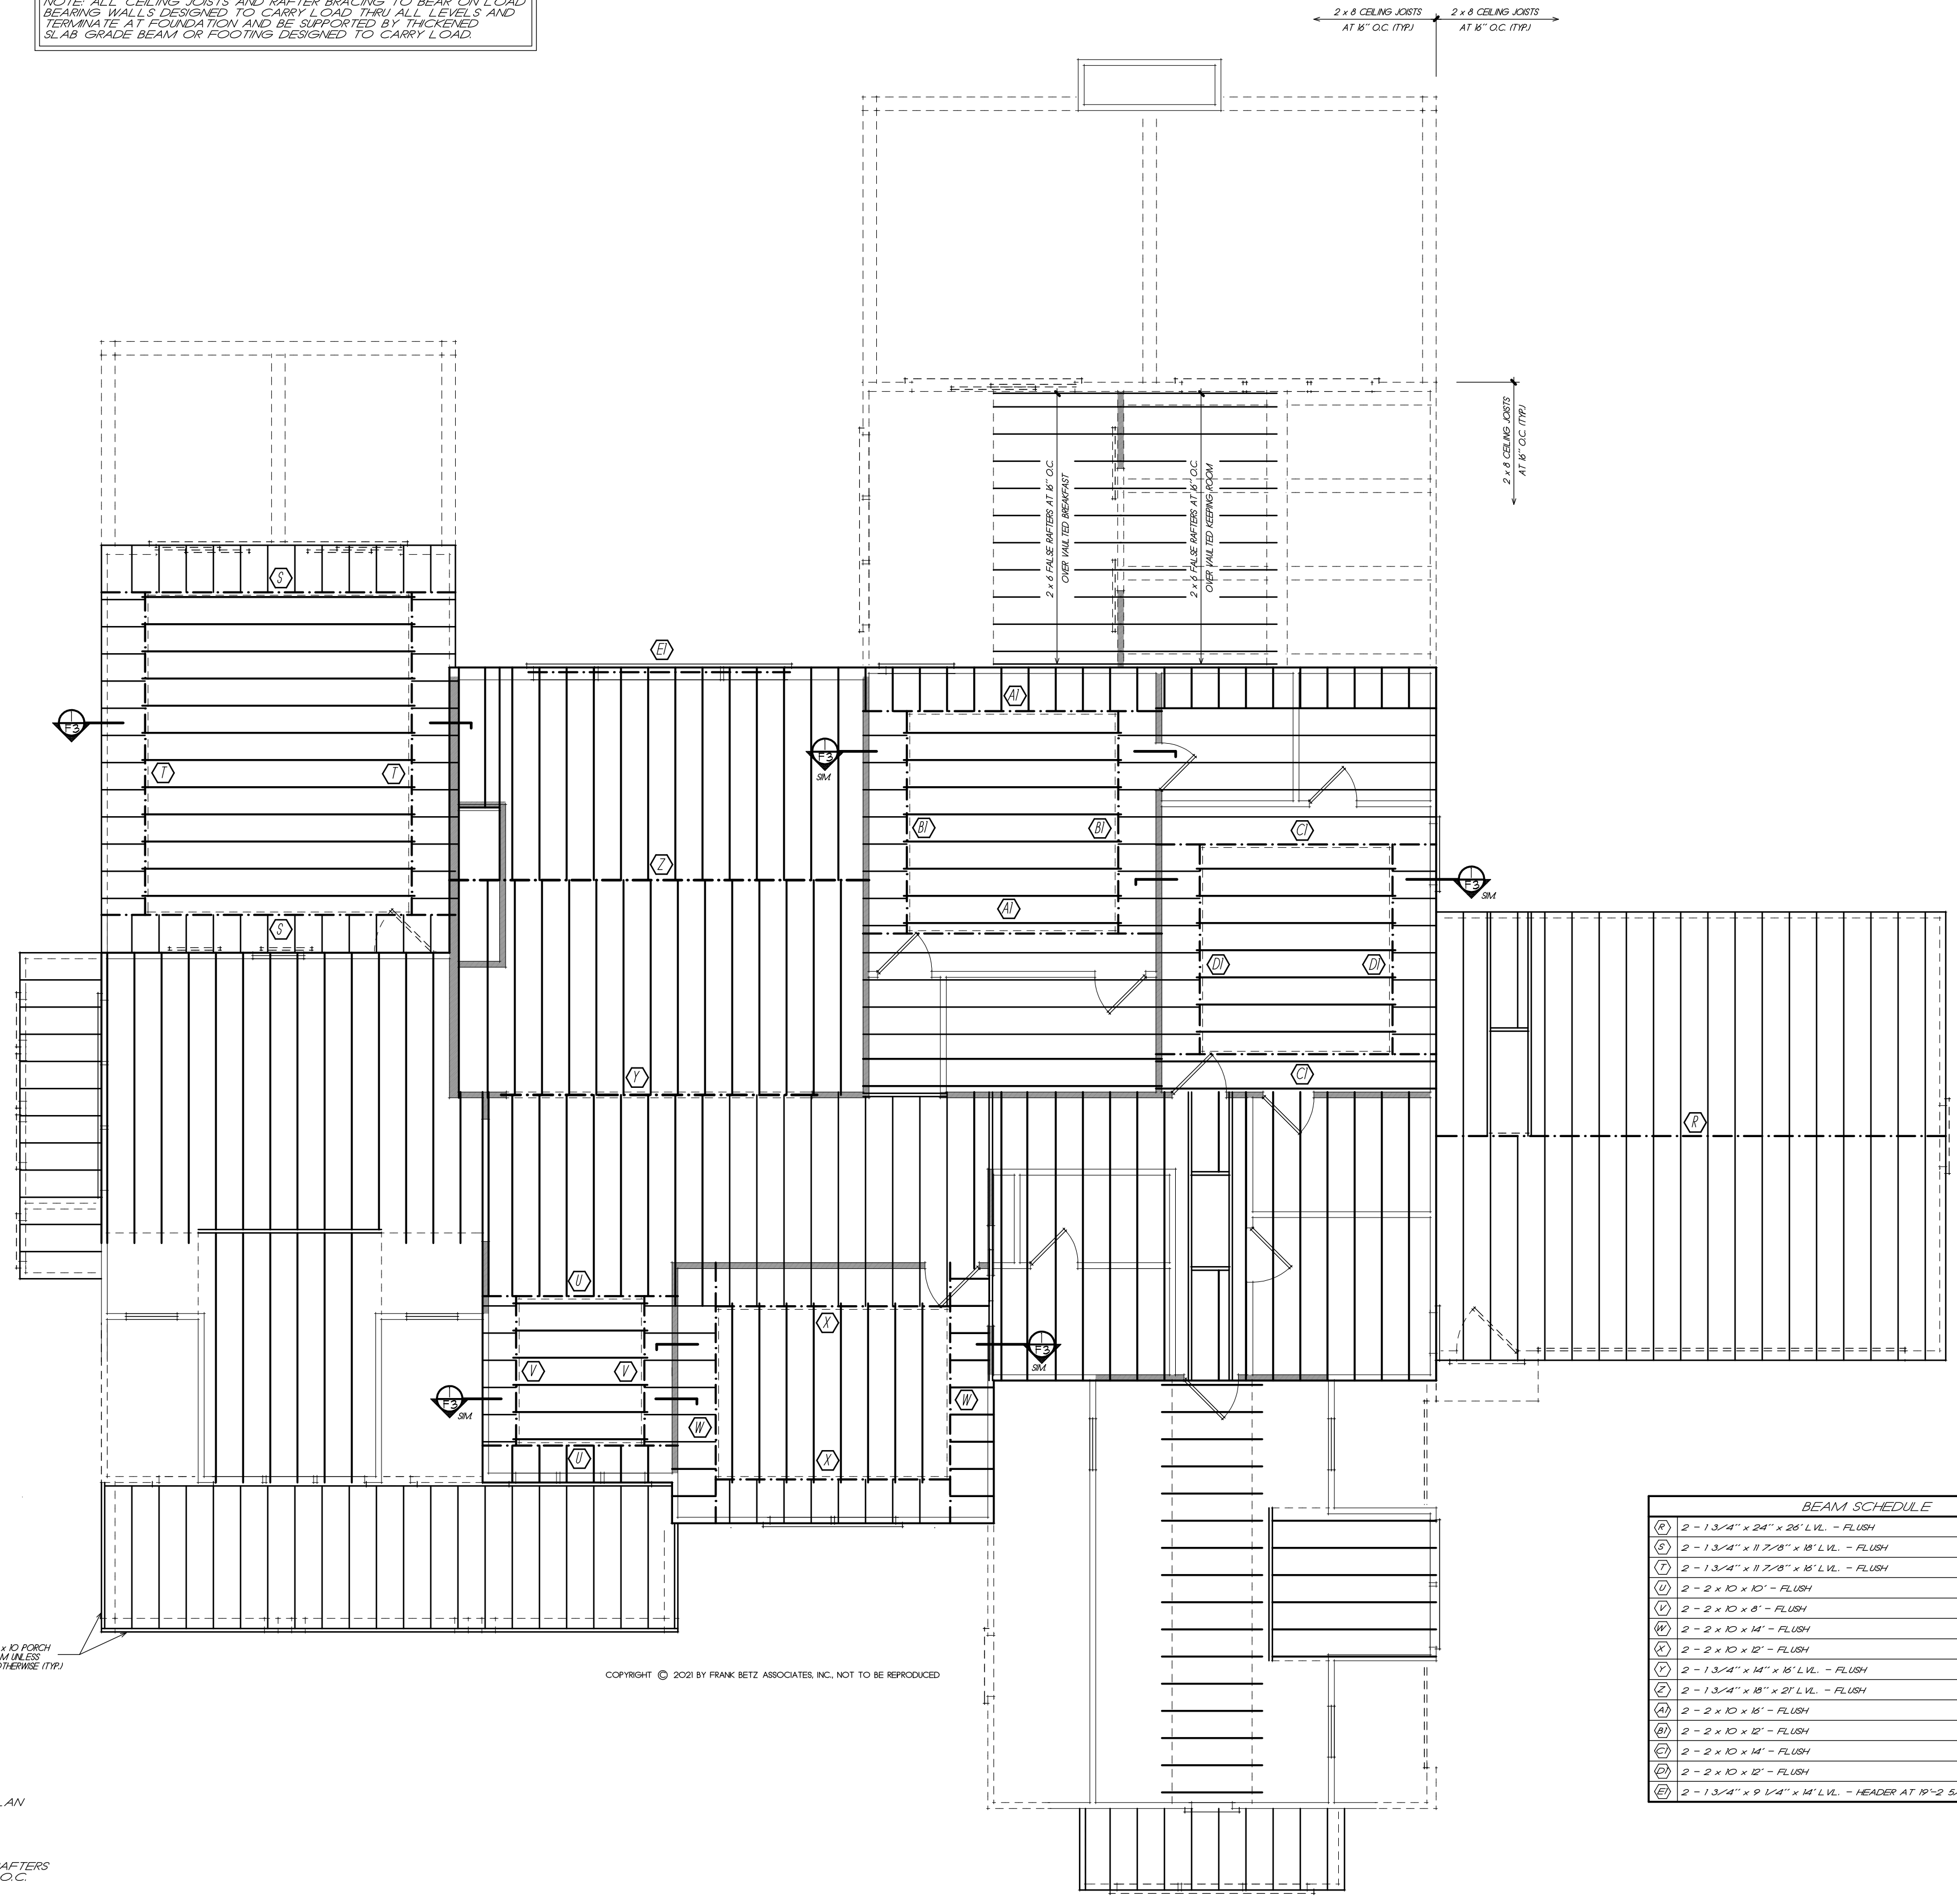 NOTE: ALL CEILING JOISTS AND RAFTER BRACING TO BEAR ON LOAD
BEARING WALLS DESIGNED TO CARRY LOAD THRU ALL LEVELS AND
TERMINATE AT FOUNDATION AND BE SUPPORTED BY THICKENED
SLAB GRADE BEAM OR FOOTING DESIGNED TO CARRY LOAD.
2 x 8 CEILING JOISTS
AT 16" O.C. (TYP.)
2 x 8 CEILING JOISTS
AT 16" O.C. (TYP.)
2 x 8 CEILING JOISTS
AT 16" O.C. (TYP.)
2 x 6 FALSE RAFTERS AT 16" O.C.
OVER VAULTED BREAKFAST
2 x 6 FALSE RAFTERS AT 16" O.C.
OVER VAULTED KEEPING ROOM
S
E1
A1
1
F3
1
F3
SIM.
T
T
B1
B1
C1
Z
1
F3
SIM.
A1
S
D1
D1
Y
C1
R
U
X
1
F3
SIM.
V
V
1
F3
SIM.
W
W
U
X
x 10 PORCH
M UNLESS
OTHERWISE (TYP.)
COPYRIGHT © 2021 BY FRANK BETZ ASSOCIATES, INC., NOT TO BE REPRODUCED
BEAM SCHEDULE
R 2 - 1 3/4" x 24" x 26' LVL. - FLUSH
S 2 - 1 3/4" x 11 7/8" x 18' LVL. - FLUSH
T 2 - 1 3/4" x 11 7/8" x 16' LVL. - FLUSH
U 2 - 2 x 10 x 10' - FLUSH
V 2 - 2 x 10 x 8' - FLUSH
W 2 - 2 x 10 x 14' - FLUSH
X 2 - 2 x 10 x 12' - FLUSH
Y 2 - 1 3/4" x 14" x 16' LVL. - FLUSH
Z 2 - 1 3/4" x 18" x 21' LVL. - FLUSH
A1 2 - 2 x 10 x 16' - FLUSH
B1 2 - 2 x 10 x 12' - FLUSH
C1 2 - 2 x 10 x 14' - FLUSH
D1 2 - 2 x 10 x 12' - FLUSH
E1 2 - 1 3/4" x 9 1/4" x 14' LVL. - HEADER AT 19'-2 5/
LAN
AFTERS
O.C.